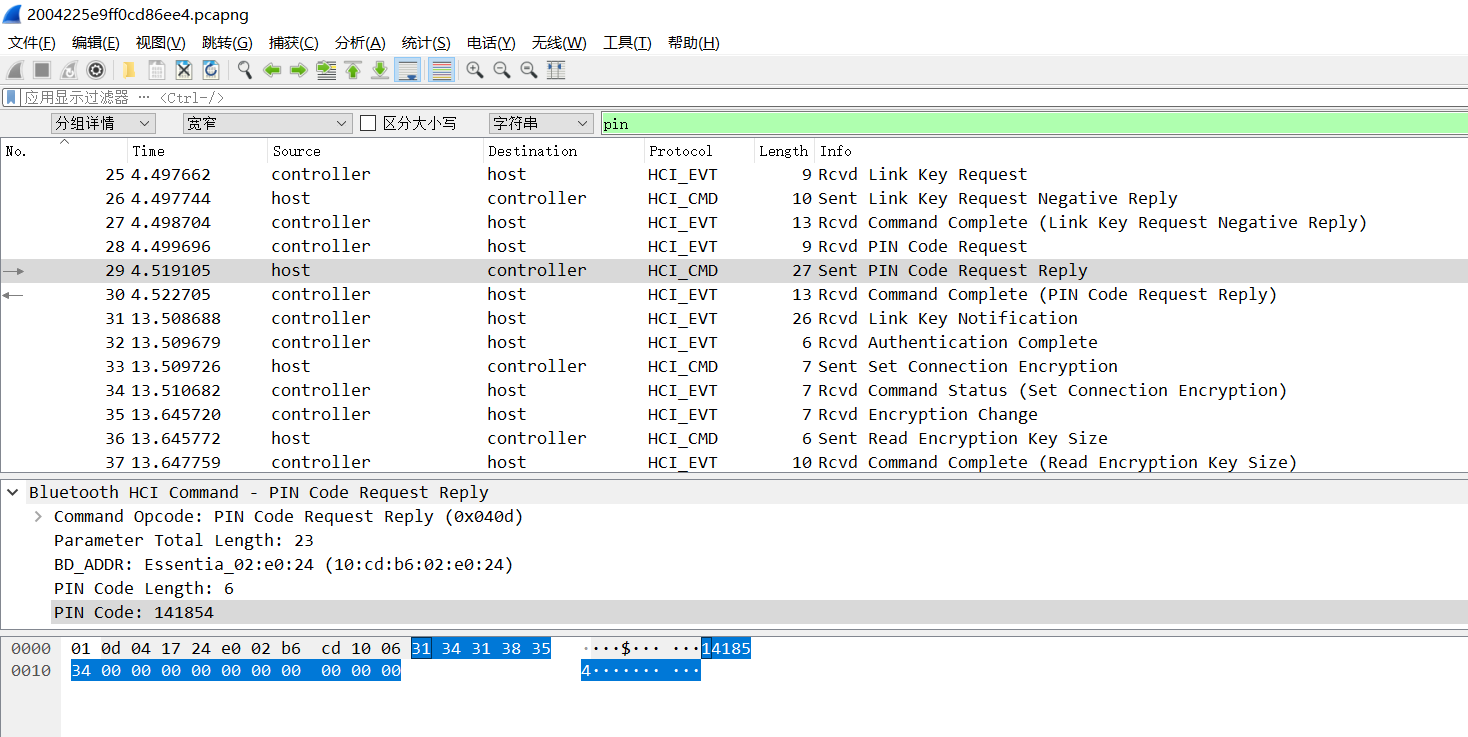 2004225e9ff0cd86ee4.pcapng
文件(F) 编辑(E) 视图(V) 跳转(G) 捕获(C) 分析(A) 统计(S) 电话(Y) 无线(W) 工具(T) 帮助(H)
应用显示过滤器 … <Ctrl-/>
分组详情 宽窄 区分大小写 字符串 pin
No. Time Source Destination Protocol Length Info
25 4.497662 controller host HCI_EVT 9 Rcvd Link Key Request
26 4.497744 host controller HCI_CMD 10 Sent Link Key Request Negative Reply
27 4.498704 controller host HCI_EVT 13 Rcvd Command Complete (Link Key Request Negative Reply)
28 4.499696 controller host HCI_EVT 9 Rcvd PIN Code Request
29 4.519105 host controller HCI_CMD 27 Sent PIN Code Request Reply
30 4.522705 controller host HCI_EVT 13 Rcvd Command Complete (PIN Code Request Reply)
31 13.508688 controller host HCI_EVT 26 Rcvd Link Key Notification
32 13.509679 controller host HCI_EVT 6 Rcvd Authentication Complete
33 13.509726 host controller HCI_CMD 7 Sent Set Connection Encryption
34 13.510682 controller host HCI_EVT 7 Rcvd Command Status (Set Connection Encryption)
35 13.645720 controller host HCI_EVT 7 Rcvd Encryption Change
36 13.645772 host controller HCI_CMD 6 Sent Read Encryption Key Size
37 13.647759 controller host HCI_EVT 10 Rcvd Command Complete (Read Encryption Key Size)
Bluetooth HCI Command - PIN Code Request Reply
Command Opcode: PIN Code Request Reply (0x040d)
Parameter Total Length: 23
BD_ADDR: Essentia_02:e0:24 (10:cd:b6:02:e0:24)
PIN Code Length: 6
PIN Code: 141854
0000 01 0d 04 17 24 e0 02 b6 cd 10 06 31 34 31 38 35 ····$··· ···14185
0010 34 00 00 00 00 00 00 00 00 00 00 4······· ···